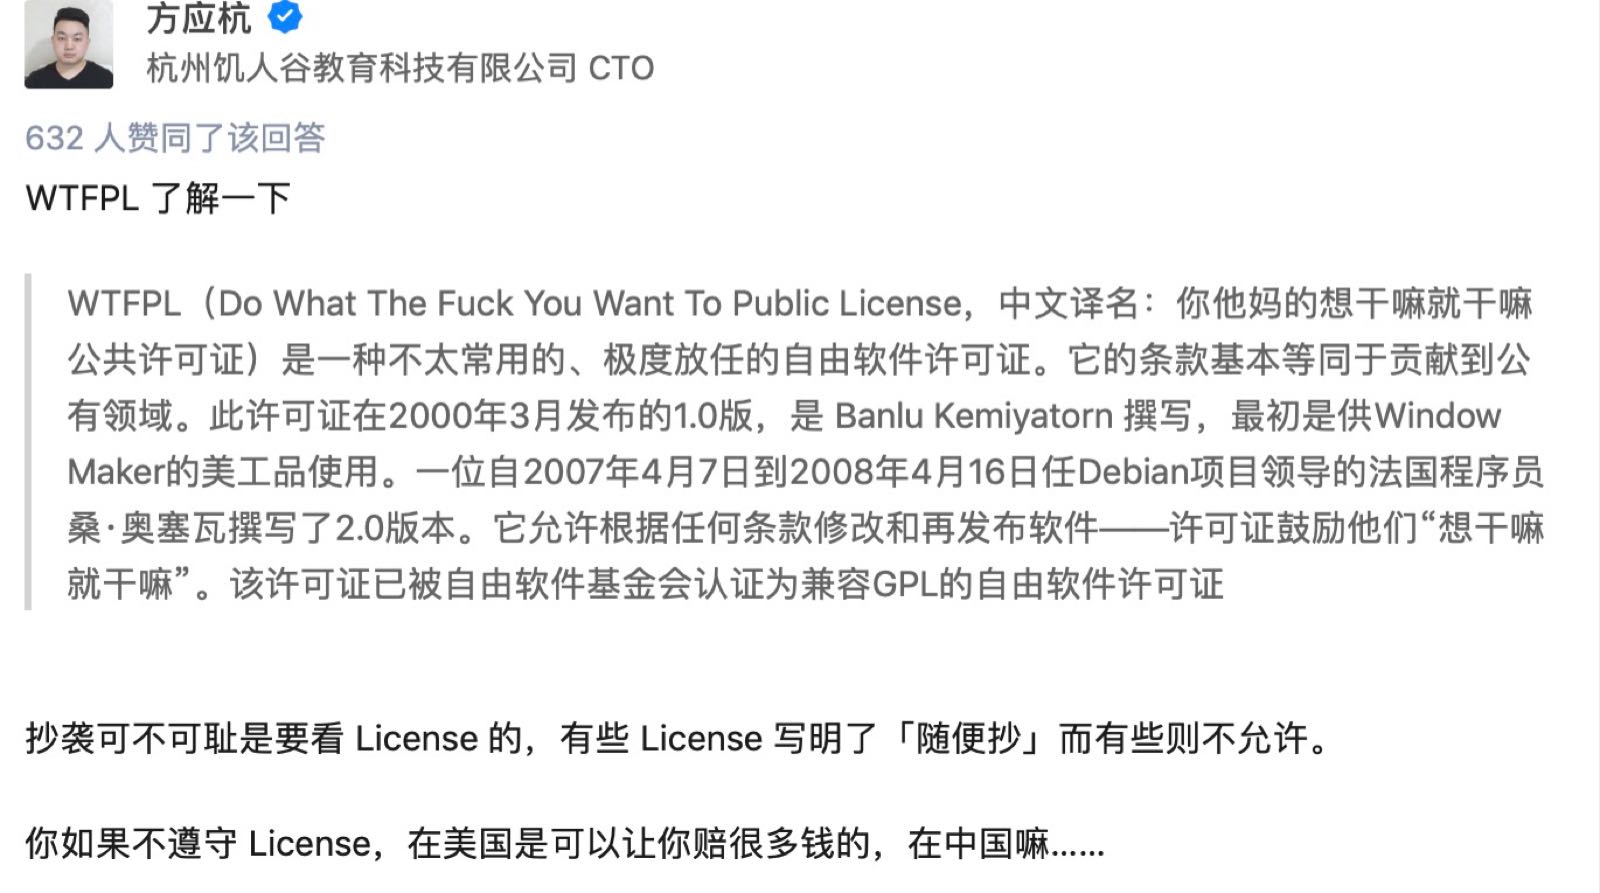 方应杭
杭州饥人谷教育科技有限公司 CTO
632 人赞同了该回答
WTFPL 了解一下
WTFPL（Do What The Fuck You Want To Public License，中文译名：你他妈的想干嘛就干嘛
公共许可证）是一种不太常用的、极度放任的自由软件许可证。它的条款基本等同于贡献到公
有领域。此许可证在2000年3月发布的1.0版，是 Banlu Kemiyatorn 撰写，最初是供Window
Maker的美工品使用。一位自2007年4月7日到2008年4月16日任Debian项目领导的法国程序员
桑·奥塞瓦撰写了2.0版本。它允许根据任何条款修改和再发布软件——许可证鼓励他们“想干嘛
就干嘛”。该许可证已被自由软件基金会认证为兼容GPL的自由软件许可证
抄袭可不可耻是要看 License 的，有些 License 写明了「随便抄」而有些则不允许。
你如果不遵守 License，在美国是可以让你赔很多钱的，在中国嘛......